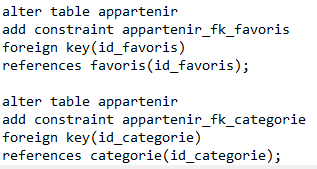 alter table appartenir
add constraint appartenir_fk_favoris
foreign key(id_favoris)
references favoris(id_favoris);
alter table appartenir
add constraint appartenir_fk_categorie
foreign key(id_categorie)
references categorie(id_categorie);